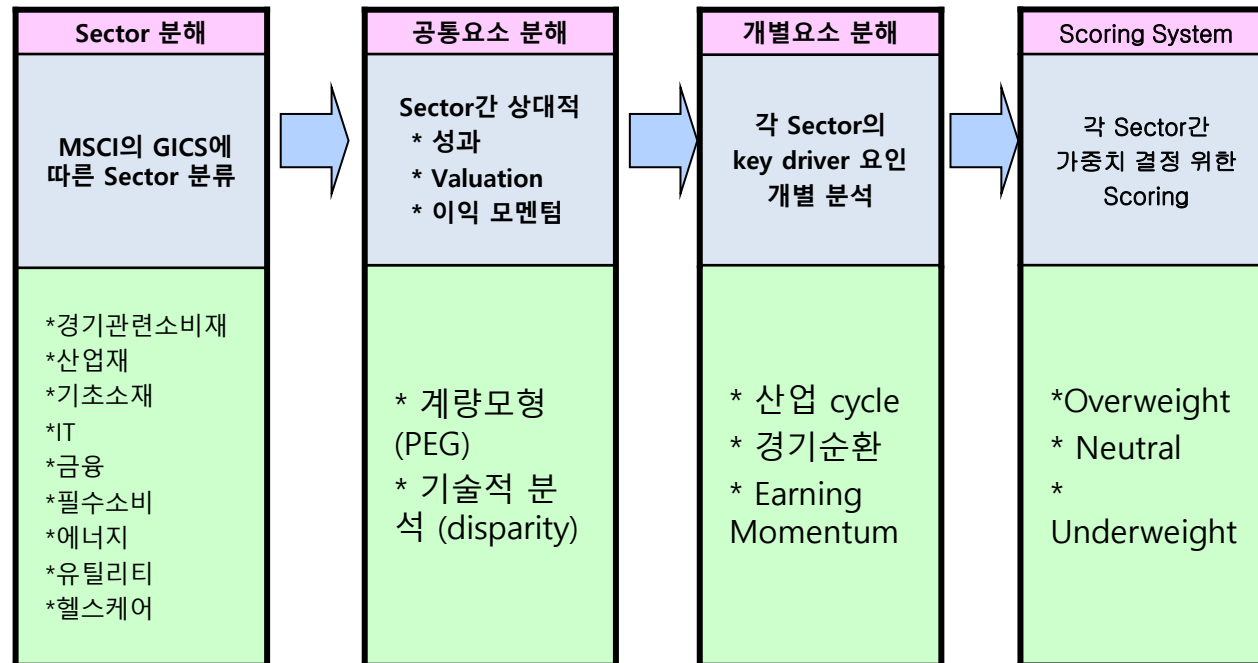 Sector 분해
MSCI의 GICS에
따른 Sector 분류
*경기관련소비재
*산업재
*기초소재
*IT
*금융
*필수소비
*에너지
*유틸리티
*헬스케어
공통요소 분해
Sector간 상대적
* 성과
* Valuation
* 이익 모멘텀
* 계량모형
(PEG)
* 기술적 분
석 (disparity)
개별요소 분해
각 Sector의
key driver 요인
개별 분석
* 산업 cycle
* 경기순환
* Earning
Momentum
Scoring System
각 Sector간
가중치 결정 위한
Scoring
*Overweight
* Neutral
*
Underweight